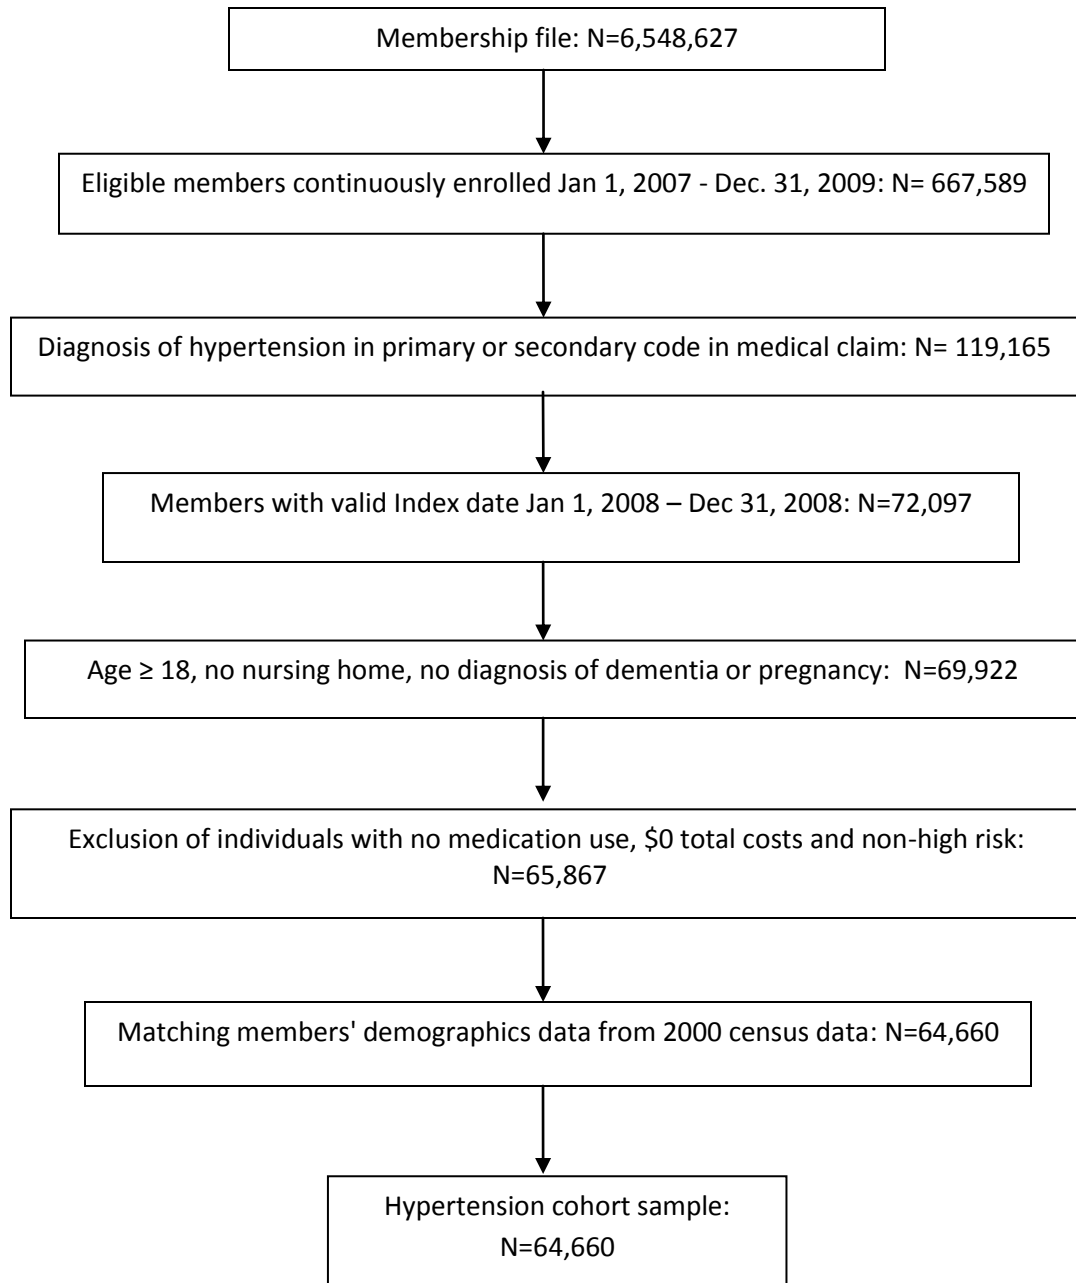 Membership file: N=6,548,627
Eligible members continuously enrolled Jan 1, 2007 - Dec. 31, 2009: N= 667,589
Diagnosis of hypertension in primary or secondary code in medical claim: N= 119,165
Members with valid Index date Jan 1, 2008 – Dec 31, 2008: N=72,097
Age ≥ 18, no nursing home, no diagnosis of dementia or pregnancy:  N=69,922
Exclusion of individuals with no medication use, $0 total costs and non-high risk:
N=65,867
Matching members' demographics data from 2000 census data: N=64,660
Hypertension cohort sample:
N=64,660